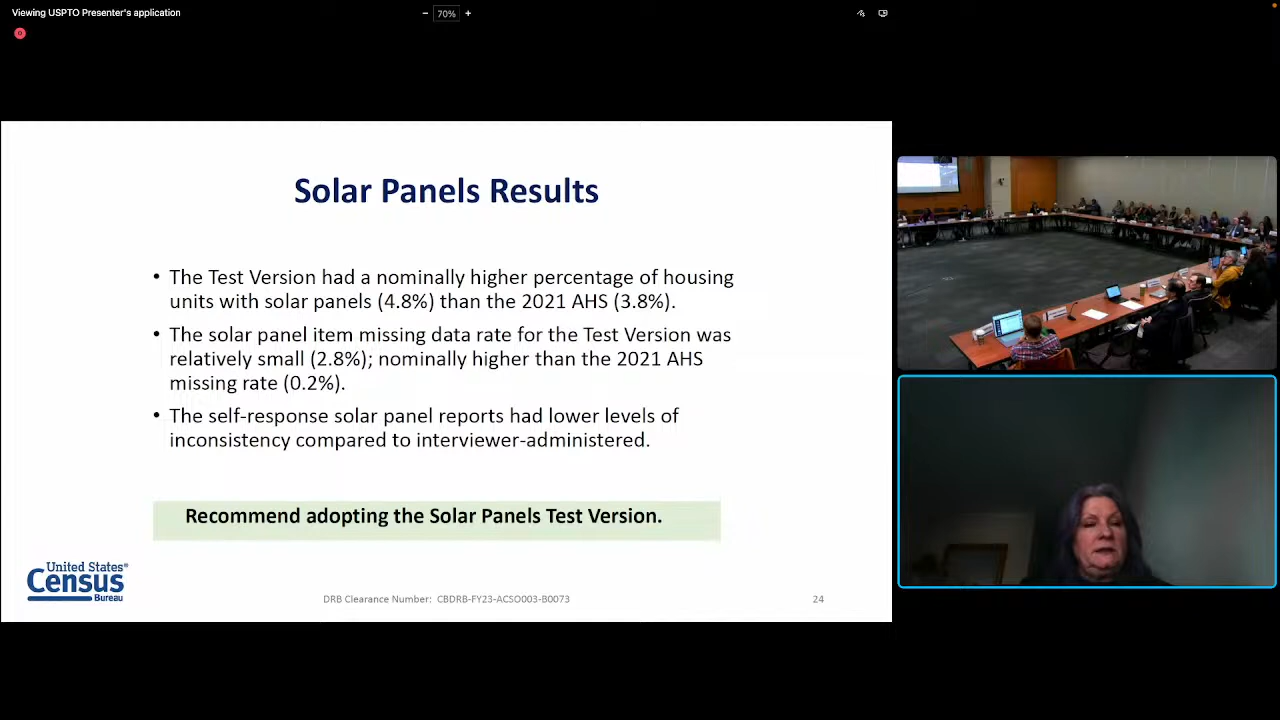 Viewing USPTO Presenter's application
− 70% +
Solar Panels Results
• The Test Version had a nominally higher percentage of housing
units with solar panels (4.8%) than the 2021 AHS (3.8%).
• The solar panel item missing data rate for the Test Version was
relatively small (2.8%); nominally higher than the 2021 AHS
missing rate (0.2%).
• The self-response solar panel reports had lower levels of
inconsistency compared to interviewer-administered.
Recommend adopting the Solar Panels Test Version.
United States®
Census
Bureau
DRB Clearance Number: CBDRB-FY23-ACSO003-B0073
24